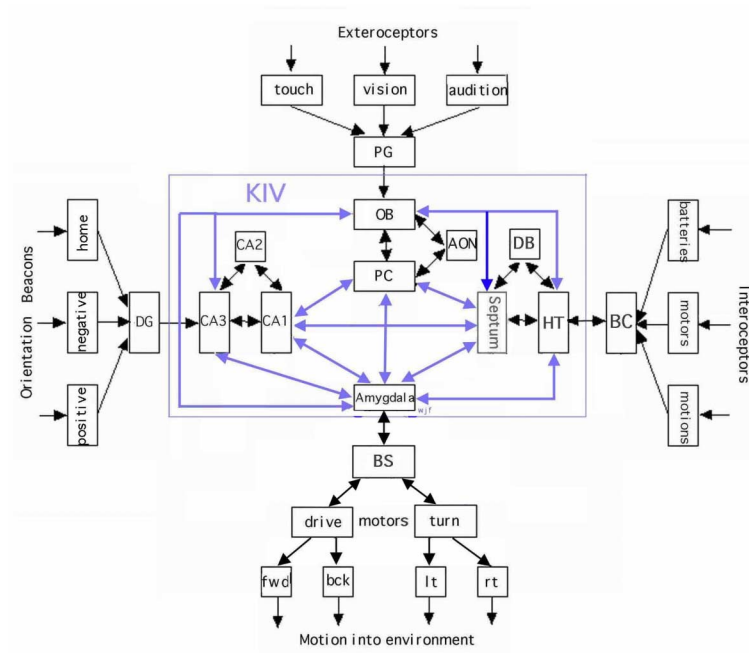 Exteroceptors
touch
vision
audition
PG
KIV
OB
AON
CA2
DB
PC
home
negative
positive
Orientation Beacons
DG
CA3
CA1
Septum
HT
BC
batteries
motors
motions
Interoceptors
Amygdala
wjf
BS
drive
motors
turn
fwd
bck
lt
rt
Motion into environment